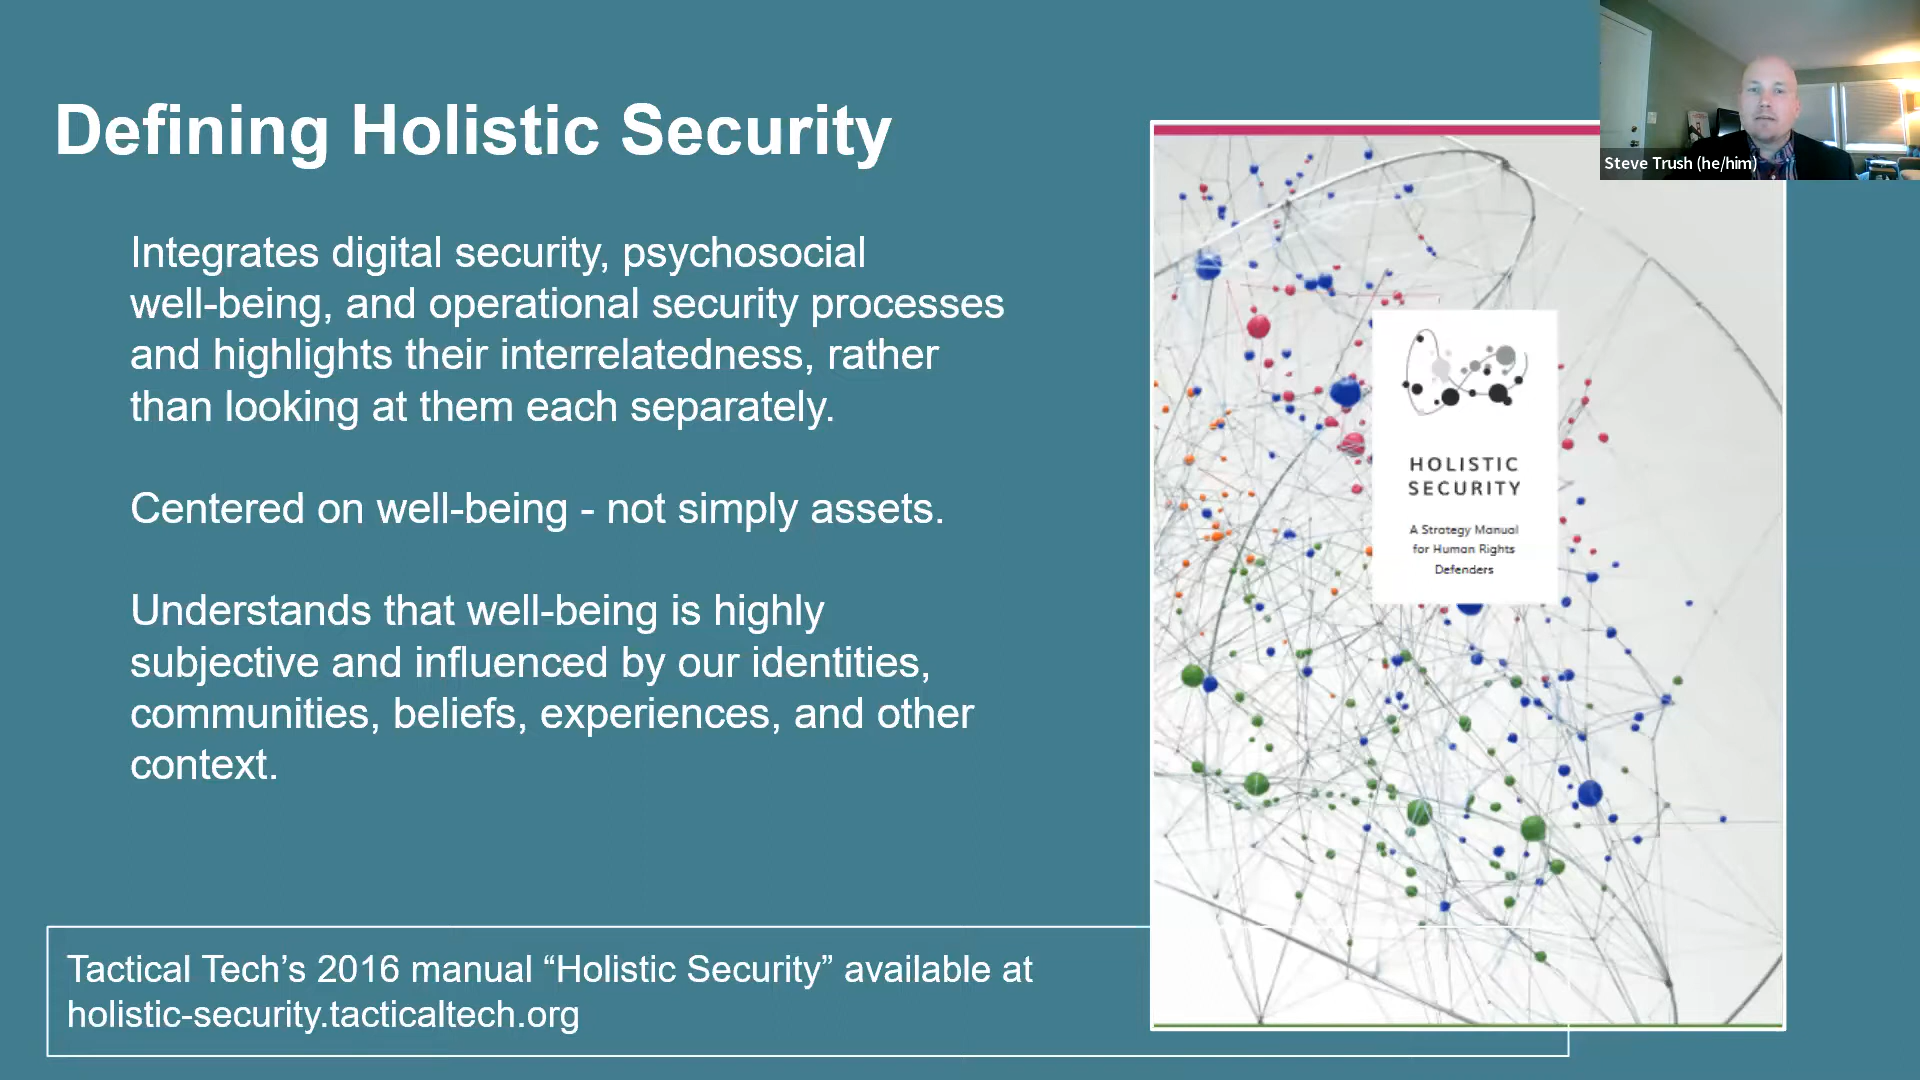 Defining Holistic Security
Integrates digital security, psychosocial
well-being, and operational security processes
and highlights their interrelatedness, rather
than looking at them each separately.
Centered on well-being - not simply assets.
Understands that well-being is highly
subjective and influenced by our identities,
communities, beliefs, experiences, and other
context.
Tactical Tech’s 2016 manual “Holistic Security” available at
holistic-security.tacticaltech.org
HOLISTIC
SECURITY
A Strategy Manual
for Human Rights
Defenders
Steve Trush (he/him)